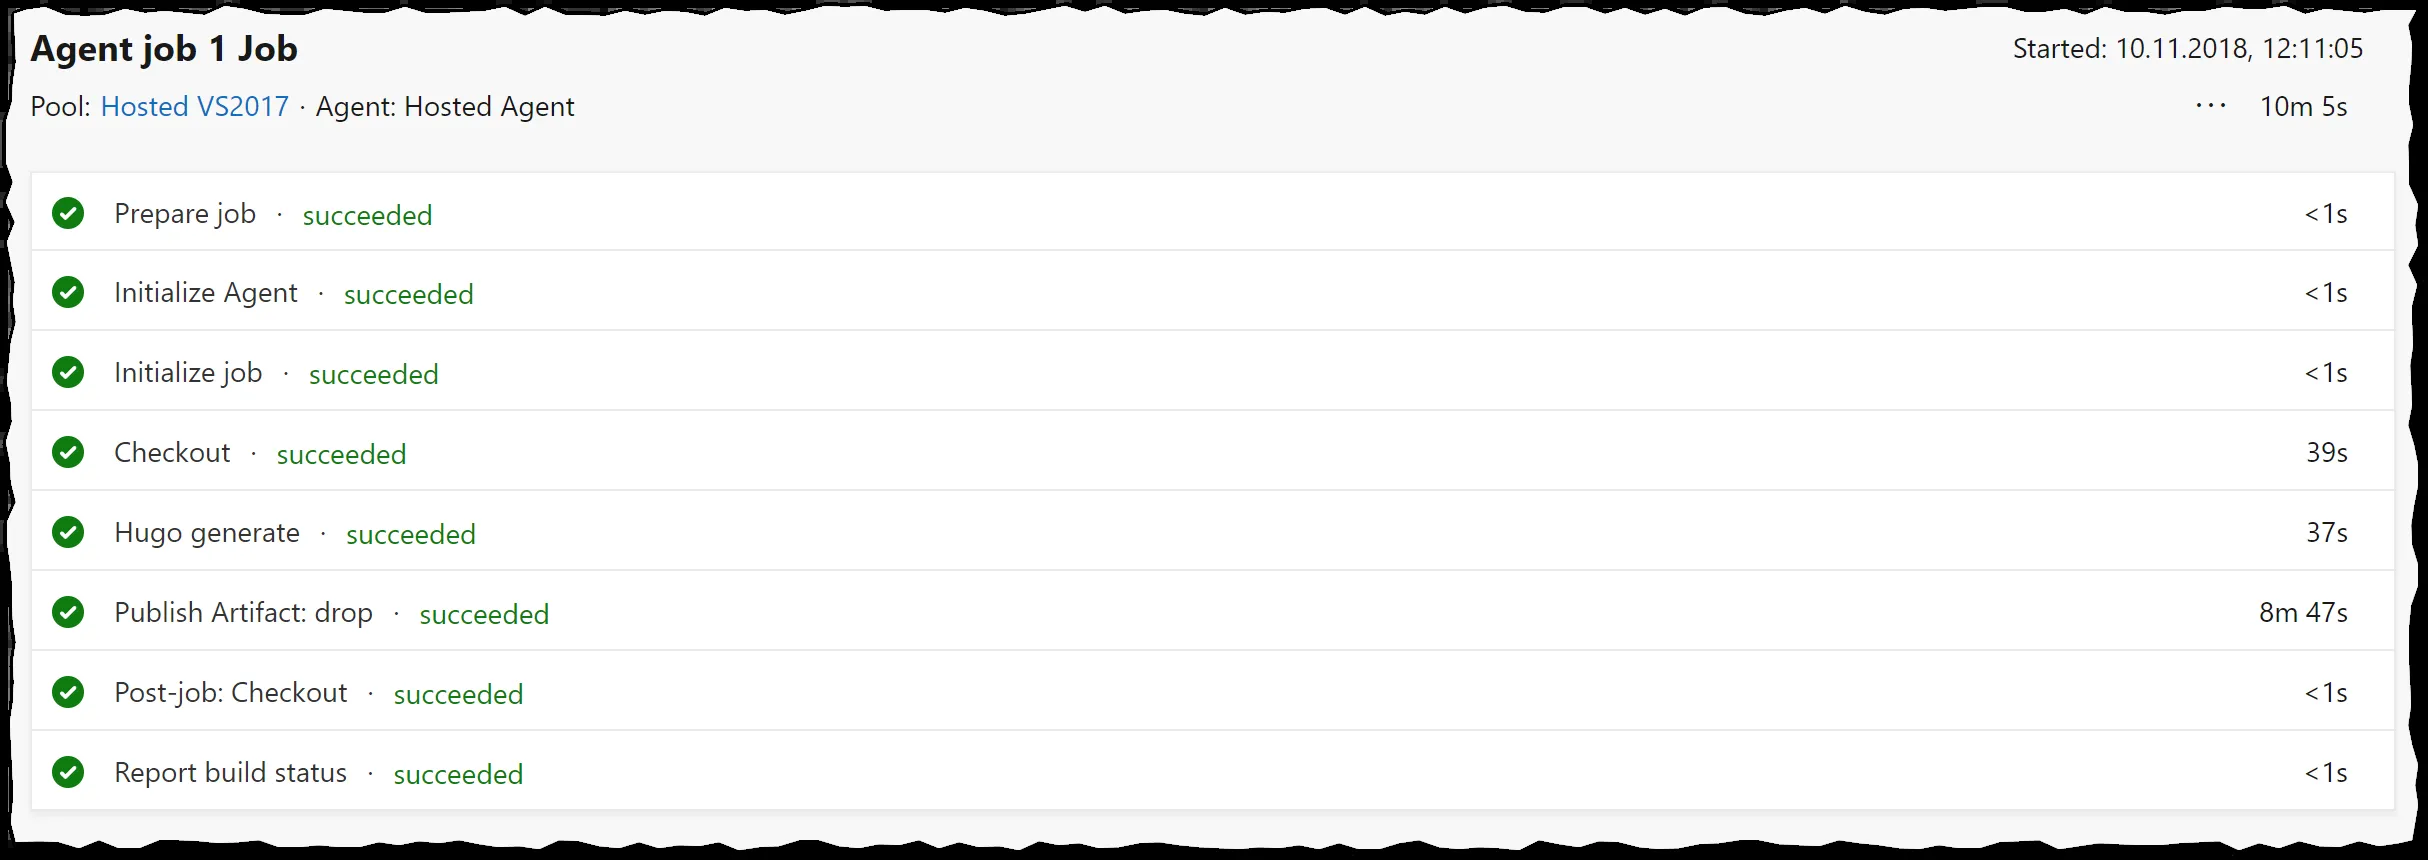 Agent job 1 Job
Started: 10.11.2018, 12:11:05
Pool: Hosted VS2017 · Agent: Hosted Agent
··· 10m 5s
Prepare job · succeeded <1s
Initialize Agent · succeeded <1s
Initialize job · succeeded <1s
Checkout · succeeded 39s
Hugo generate · succeeded 37s
Publish Artifact: drop · succeeded 8m 47s
Post-job: Checkout · succeeded <1s
Report build status · succeeded <1s